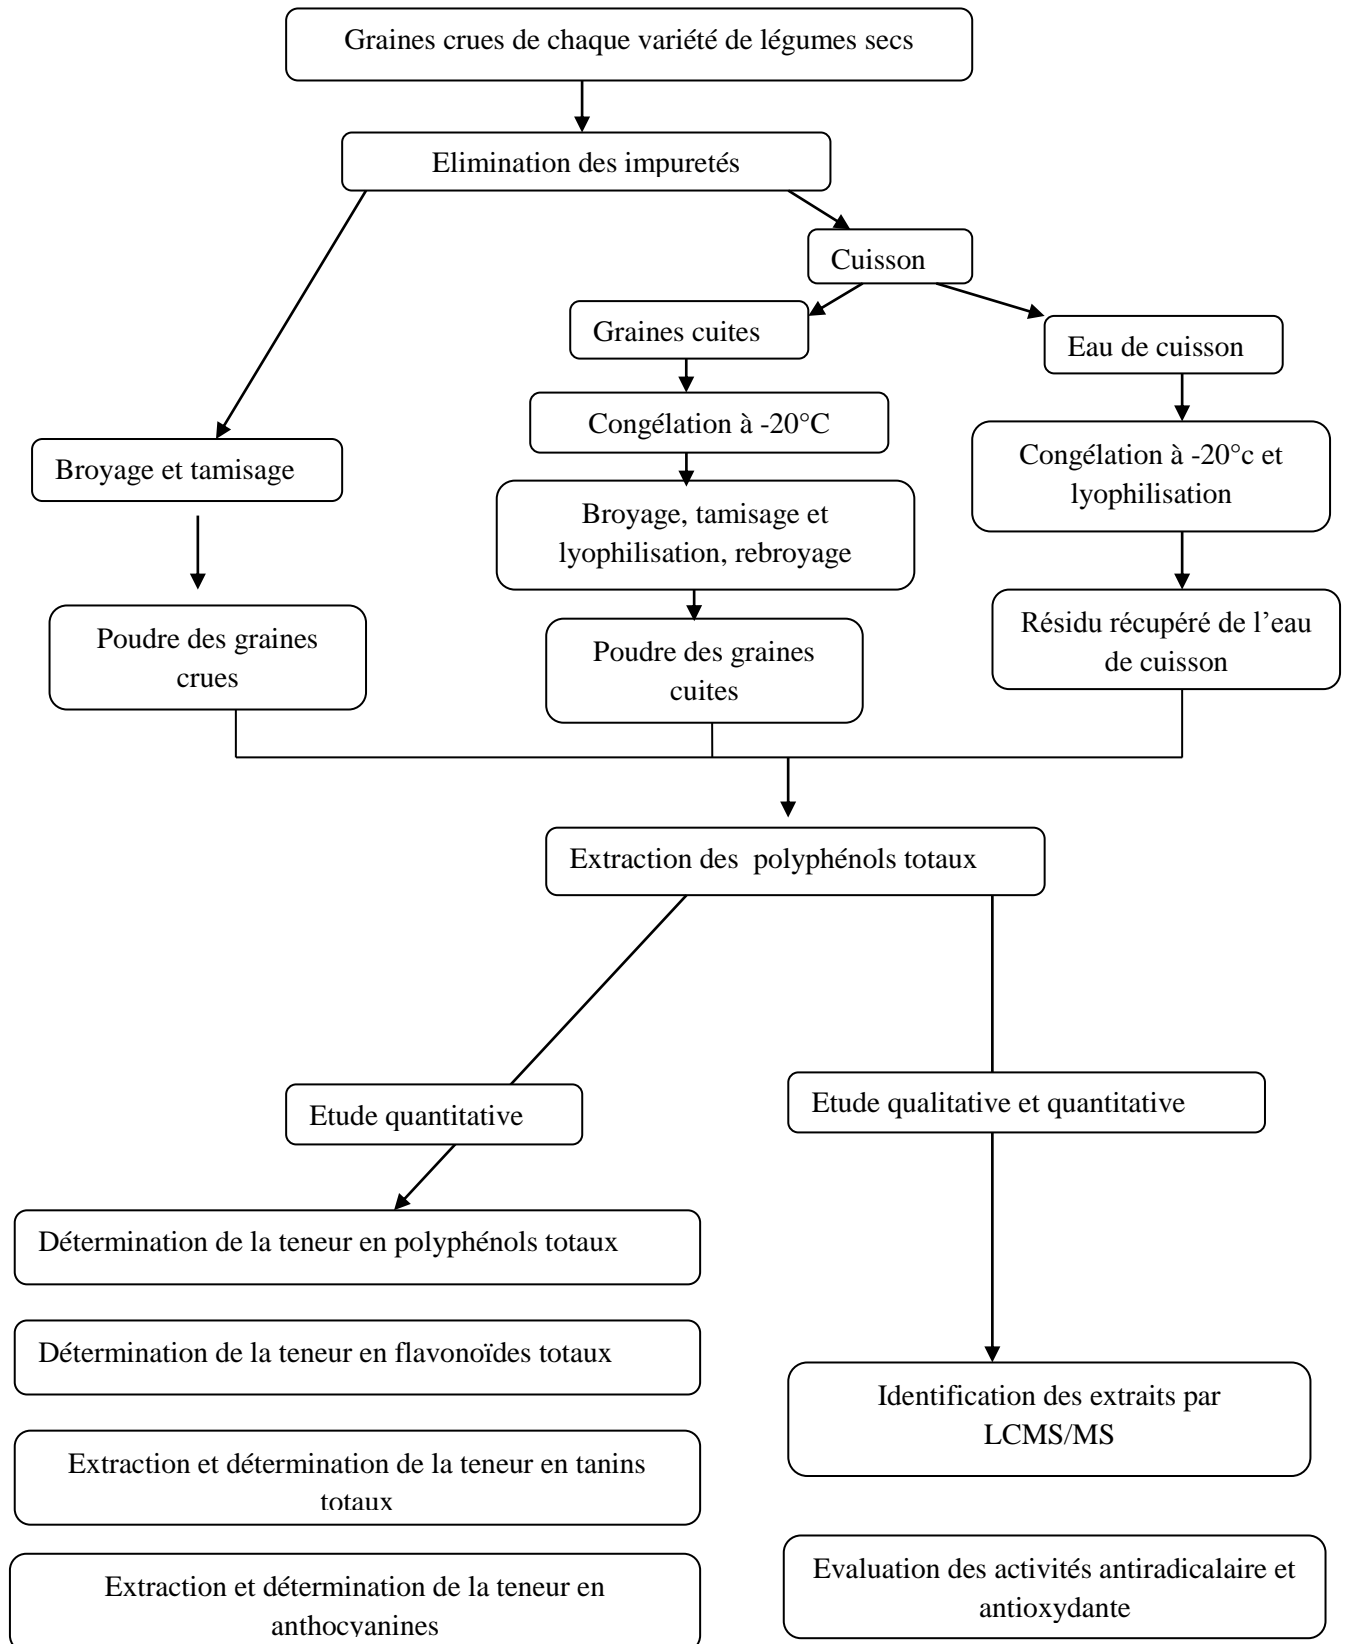 Graines crues de chaque variété de légumes secs
Elimination des impuretés
Cuisson
Graines cuites
Eau de cuisson
Congélation à -20°C
Broyage et tamisage
Congélation à -20°c et
lyophilisation
Broyage, tamisage et
lyophilisation, rebroyage
Poudre des graines
crues
Poudre des graines
cuites
Résidu récupéré de l’eau
de cuisson
Extraction des  polyphénols totaux
Etude quantitative
Etude qualitative et quantitative
Détermination de la teneur en polyphénols totaux
Détermination de la teneur en flavonoïdes totaux
Extraction et détermination de la teneur en tanins
totaux
Extraction et détermination de la teneur en
anthocyanines
Identification des extraits par
LCMS/MS
Evaluation des activités antiradicalaire et
antioxydante